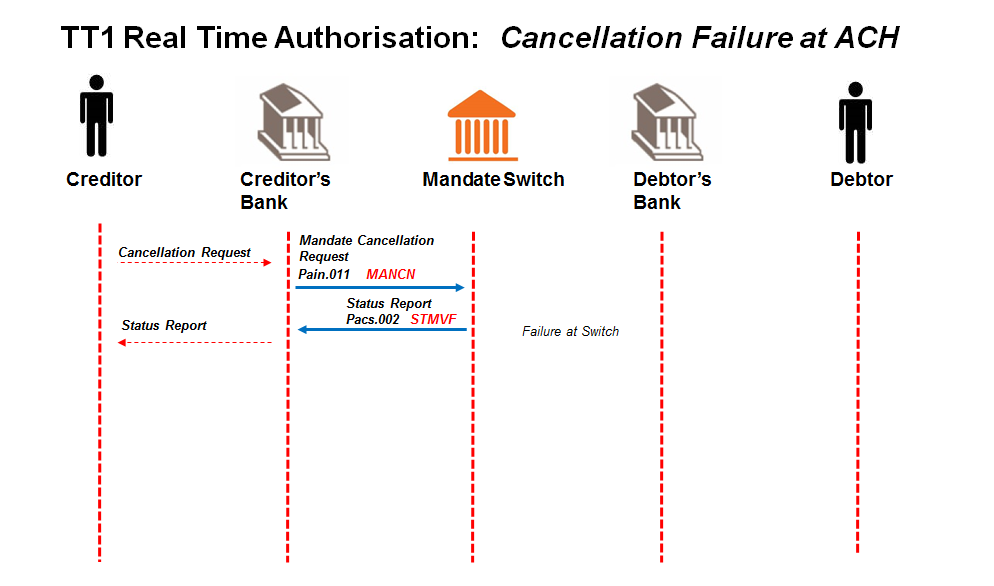 TT1 Real Time Authorisation: Cancellation Failure at ACH
Creditor
Creditor's
Bank
Mandate Switch
Debtor's
Bank
Debtor
Cancellation Request
Mandate Cancellation
Request
Pain.011 MANCN
Status Report
Pacs.002 STMVF
Status Report
Failure at Switch